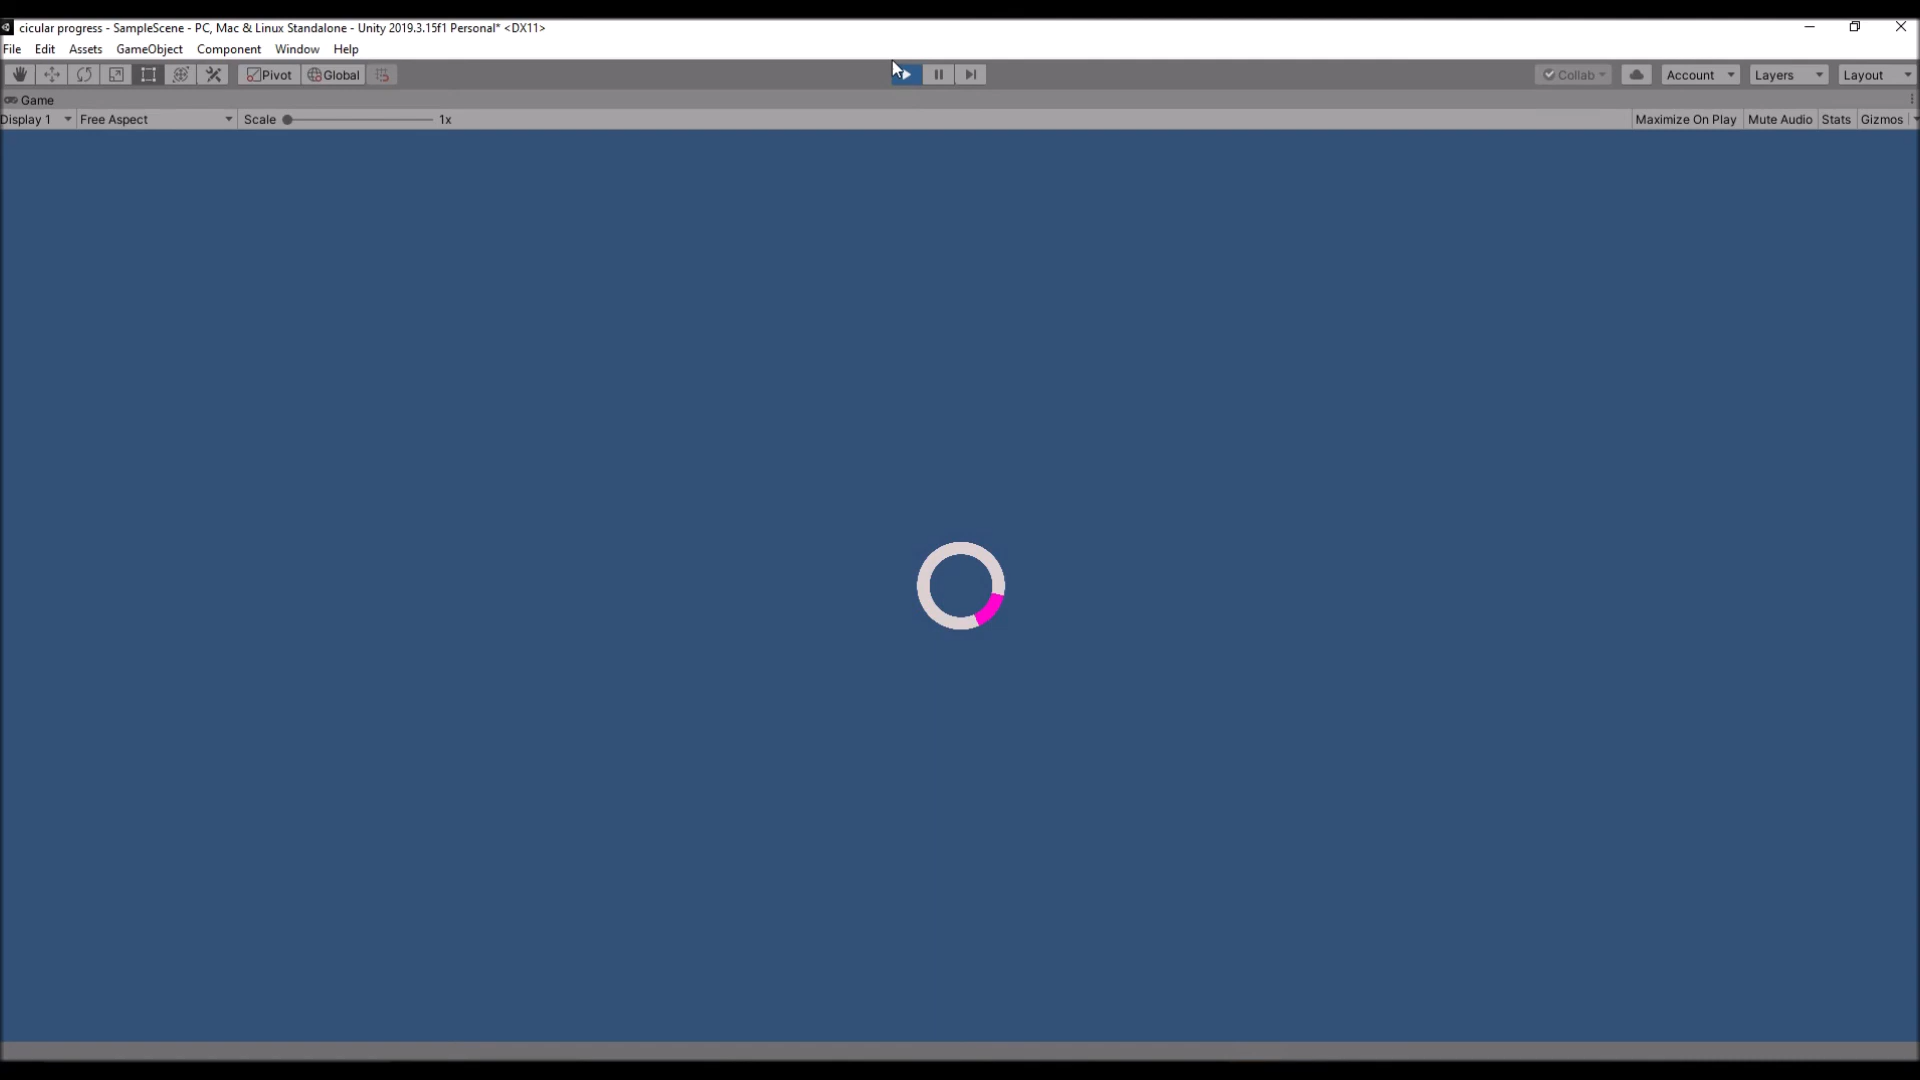 cicular progress - SampleScene - PC, Mac & Linux Standalone - Unity 2019.3.15f1 Personal* <DX11>
File Edit Assets GameObject Component Window Help
Pivot Global Collab Account Layers Layout
Game
Display 1 Free Aspect Scale 1x Maximize On Play Mute Audio Stats Gizmos